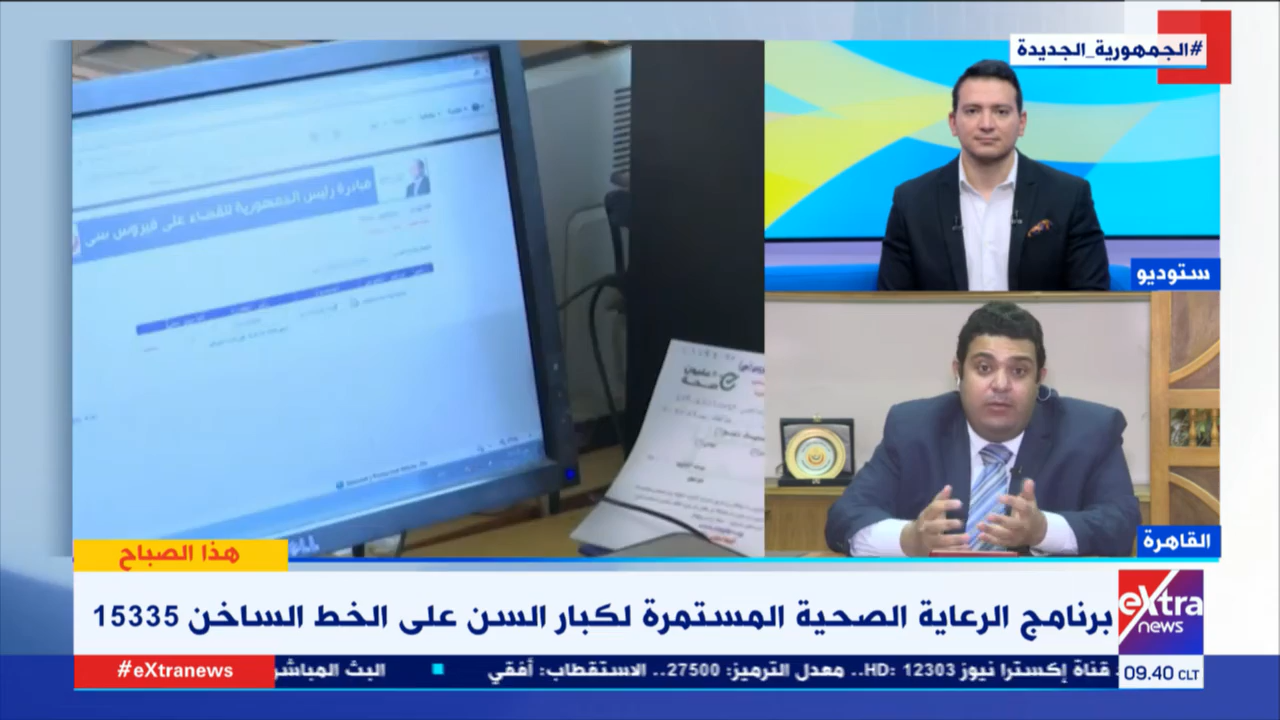 #الجمهورية_الجديدة
مبادرة رئيس الجمهورية للقضاء على فيروس سى
صحة
ستوديو
القاهرة
هذا الصباح
برنامج الرعاية الصحية المستمرة لكبار السن على الخط الساخن 15335
eXtra
news
#eXtranews
قناة إكسترا نيوز HD: 12303.. معدل الترميز: 27500.. الاستقطاب: أفقي
البث المباشر
09.40 CLT